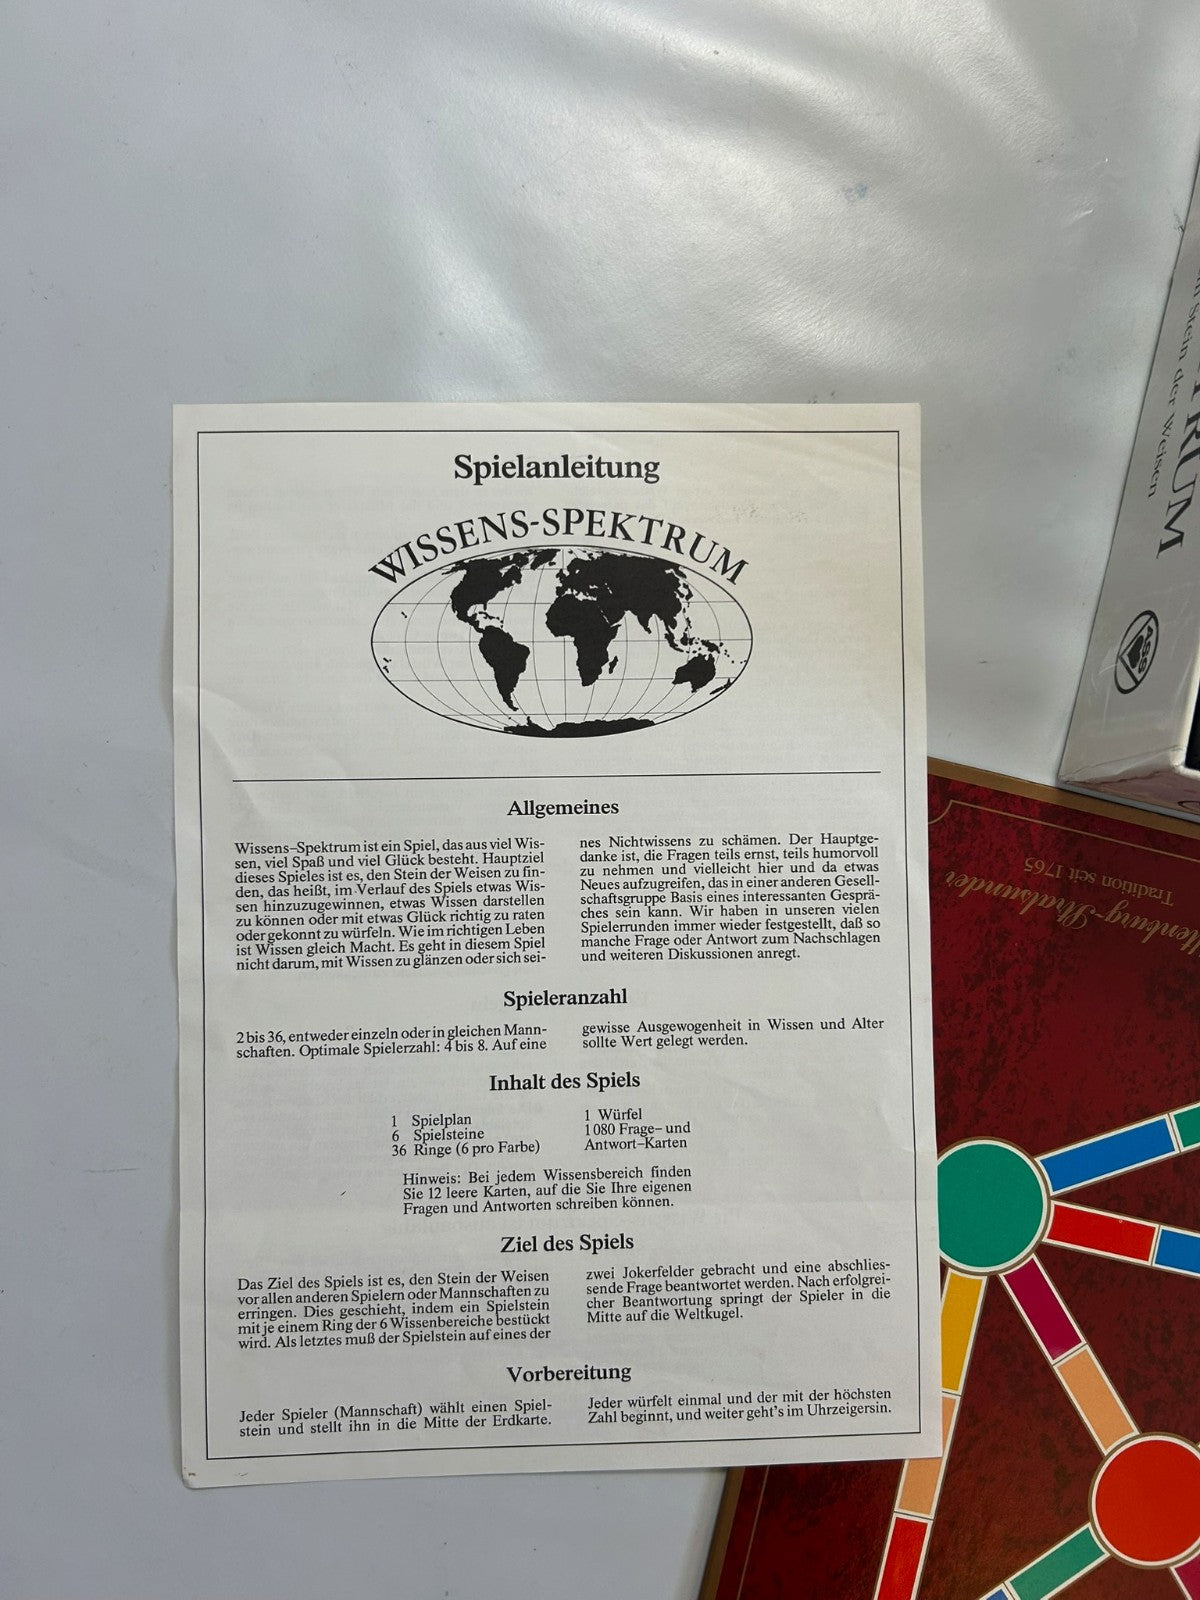 Spielanleitung
WISSENS-SPEKTRUM
Allgemeines
Wissens–Spektrum ist ein Spiel, das aus viel Wis-
sen, viel Spaß und viel Glück besteht. Hauptziel
dieses Spieles ist es, den Stein der Weisen zu fin-
den, das heißt, im Verlauf des Spiels etwas Wis-
sen hinzuzugewinnen, etwas Wissen darstellen
zu können oder mit etwas Glück richtig zu raten
oder gekonnt zu würfeln. Wie im richtigen Leben
ist Wissen gleich Macht. Es geht in diesem Spiel
nicht darum, mit Wissen zu glänzen oder sich sei-
nes Nichtwissens zu schämen. Der Hauptge-
danke ist, die Fragen teils ernst, teils humorvoll
zu nehmen und vielleicht hier und da etwas
Neues aufzugreifen, das in einer anderen Gesell-
schaftsgruppe Basis eines interessanten Gesprä-
ches sein kann. Wir haben in unseren vielen
Spielerrunden immer wieder festgestellt, daß so
manche Frage oder Antwort zum Nachschlagen
und weiteren Diskussionen anregt.
Spieleranzahl
2 bis 36, entweder einzeln oder in gleichen Mann-
schaften. Optimale Spielerzahl: 4 bis 8. Auf eine
gewisse Ausgewogenheit in Wissen und Alter
sollte Wert gelegt werden.
Inhalt des Spiels
1 Spielplan
6 Spielsteine
36 Ringe (6 pro Farbe)
1 Würfel
1080 Frage– und
Antwort–Karten
Hinweis: Bei jedem Wissensbereich finden
Sie 12 leere Karten, auf die Sie Ihre eigenen
Fragen und Antworten schreiben können.
Ziel des Spiels
Das Ziel des Spiels ist es, den Stein der Weisen
vor allen anderen Spielern oder Mannschaften zu
erringen. Dies geschieht, indem ein Spielstein
mit je einem Ring der 6 Wissenbereiche bestückt
wird. Als letztes muß der Spielstein auf eines der
zwei Jokerfelder gebracht und eine abschlies-
sende Frage beantwortet werden. Nach erfolgrei-
cher Beantwortung springt der Spieler in die
Mitte auf die Weltkugel.
Vorbereitung
Jeder Spieler (Mannschaft) wählt einen Spiel-
stein und stellt ihn in die Mitte der Erdkarte.
Jeder würfelt einmal und der mit der höchsten
Zahl beginnt, und weiter geht's im Uhrzeigersin.
Stein der Weisen
TRUM
ASS
Tradition seit 1765
ltenburg-Stralsunder